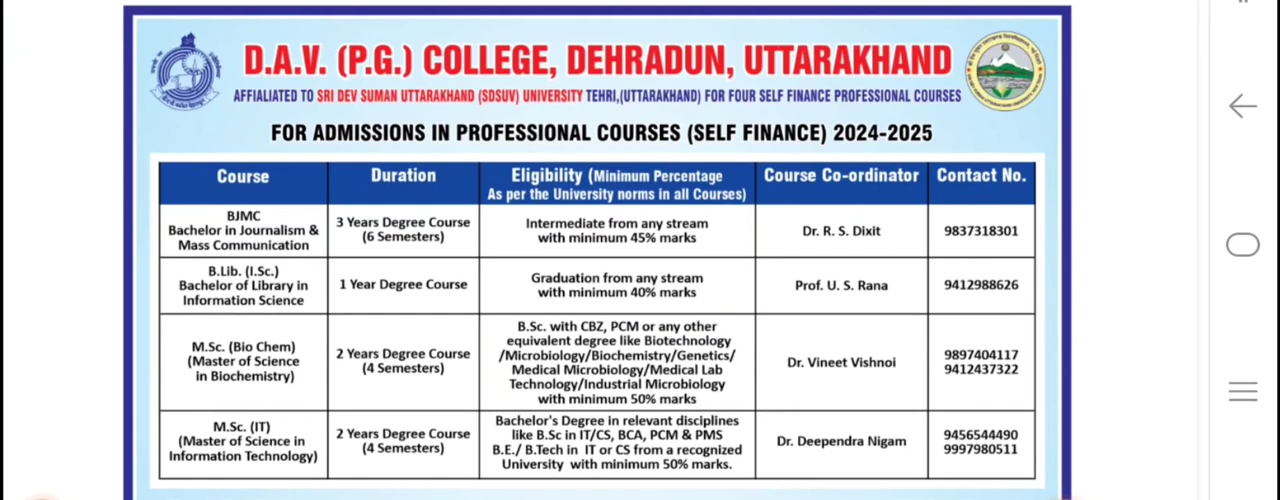 D.A.V. (P.G.) COLLEGE, DEHRADUN, UTTARAKHAND
AFFIALIATED TO SRI DEV SUMAN UTTARAKHAND (SDSUV) UNIVERSITY TEHRI,(UTTARAKHAND) FOR FOUR SELF FINANCE PROFESSIONAL COURSES
FOR ADMISSIONS IN PROFESSIONAL COURSES (SELF FINANCE) 2024-2025
Course
Duration
Eligibility (Minimum Percentage
As per the University norms in all Courses)
Course Co-ordinator
Contact No.
BJMC
Bachelor in Journalism &
Mass Communication
3 Years Degree Course
(6 Semesters)
Intermediate from any stream
with minimum 45% marks
Dr. R. S. Dixit
9837318301
B.Lib. (I.Sc.)
Bachelor of Library in
Information Science
1 Year Degree Course
Graduation from any stream
with minimum 40% marks
Prof. U. S. Rana
9412988626
M.Sc. (Bio Chem)
(Master of Science
in Biochemistry)
2 Years Degree Course
(4 Semesters)
B.Sc. with CBZ, PCM or any other
equivalent degree like Biotechnology
/Microbiology/Biochemistry/Genetics/
Medical Microbiology/Medical Lab
Technology/Industrial Microbiology
with minimum 50% marks
Dr. Vineet Vishnoi
9897404117
9412437322
M.Sc. (IT)
(Master of Science in
Information Technology)
2 Years Degree Course
(4 Semesters)
Bachelor's Degree in relevant disciplines
like B.Sc in IT/CS, BCA, PCM & PMS
B.E./ B.Tech in IT or CS from a recognized
University with minimum 50% marks.
Dr. Deependra Nigam
9456544490
9997980511